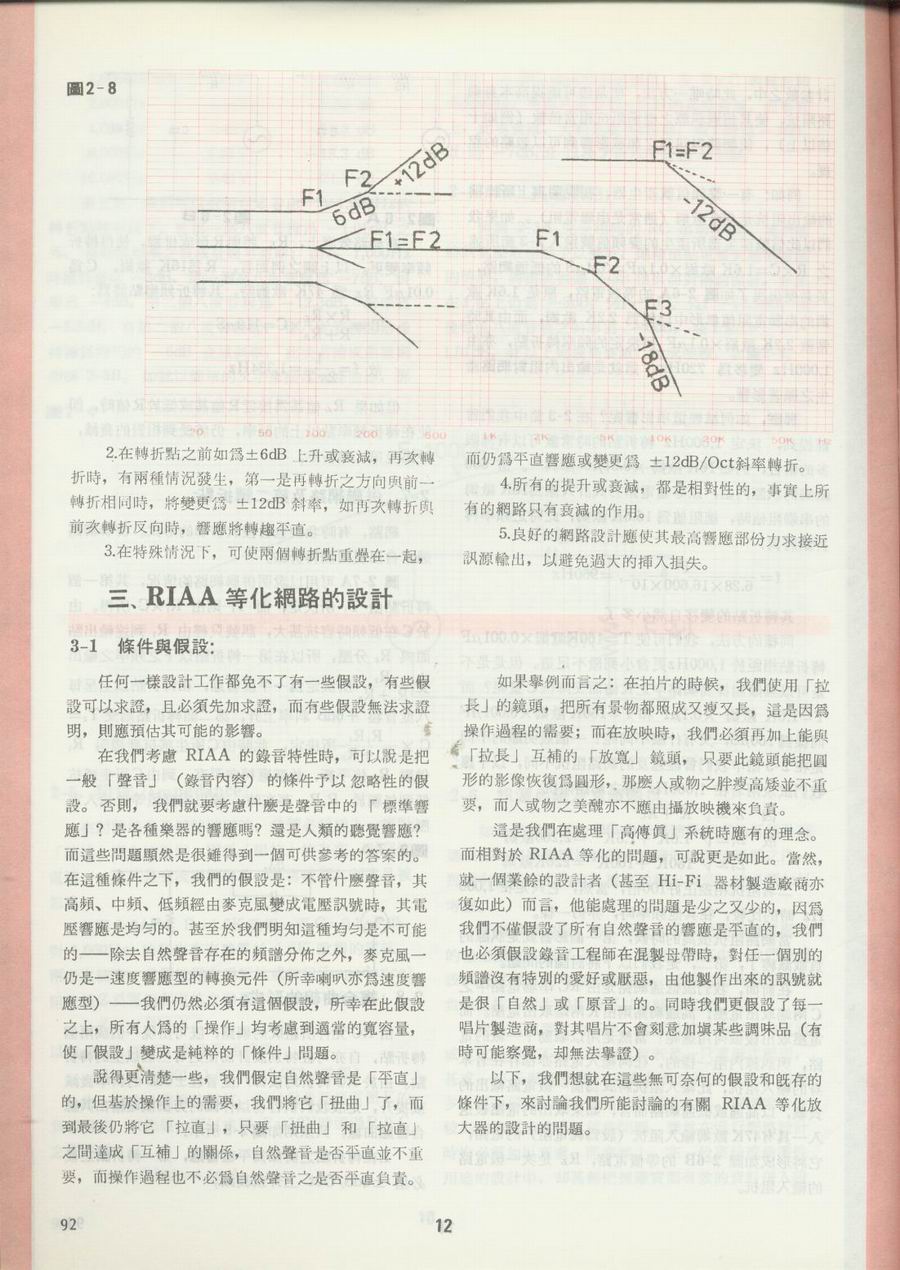 圖2-8
F1
F2
+12dB
6dB
F1=F2
F1=F2
-12dB
F1
F2
F3
-18dB
20
50
100
200
500
1K
2K
5K
10K
20K
50K
Hz
2.在轉折點之前如爲±6dB 上升或衰減，再次轉
折時，有兩種情況發生，第一是再轉折之方向與前一
轉折相同時，將變更爲 ±12dB 斜率，如再次轉折與
前次轉折反向時，響應將轉趨平直。
3.在特殊情況下，可使兩個轉折點重疊在一起，
而仍爲平直響應或變更爲 ±12dB/Oct斜率轉折。
4.所有的提升或衰減，都是相對性的，事實上所
有的網路只有衰減的作用。
5.良好的網路設計應使其最高響應部份力求接近
訊源輸出，以避免過大的挿入損失。
三、RIAA 等化網路的設計
3-1 條件與假設：
任何一樣設計工作都免不了有一些假設，有些假
設可以求證，且必須先加求證，而有些假設無法求證
明，則應預估其可能的影響。
在我們考慮 RIAA 的錄音特性時，可以說是把
一般「聲音」（錄音內容）的條件予以忽略性的假
設。否則，我們就要考慮什麼是聲音中的「標準響
應」？是各種樂器的響應嗎？還是人類的聽覺響應？
而這些問題顯然是很難得到一個可供參考的答案的。
在這種條件之下，我們的假設是：不管什麼聲音，其
高頻、中頻、低頻經由麥克風變成電壓訊號時，其電
壓響應是均勻的。甚至於我們明知這種均勻是不可能
的——除去自然聲音存在的頻譜分佈之外，麥克風一
仍是一速度響應型的轉換元件（所幸喇叭亦爲速度響
應型）——我們仍然必須有這個假設，所幸在此假設
之上，所有人爲的「操作」均考慮到適當的寬容量，
使「假設」變成是純粹的「條件」問題。
說得更清楚一些，我們假定自然聲音是「平直」
的，但基於操作上的需要，我們將它「扭曲」了，而
到最後仍將它「拉直」，只要「扭曲」和「拉直」
之間達成「互補」的關係，自然聲音是否平直並不重
要，而操作過程也不必爲自然聲音之是否平直負責。
如果舉例而言之：在拍片的時候，我們使用「拉
長」的鏡頭，把所有景物都照成又瘦又長，這是因爲
操作過程的需要；而在放映時，我們必須再加上能與
「拉長」互補的「放寬」鏡頭，只要此鏡頭能把圓
形的影像恢復爲圓形，那麼人或物之胖瘦高矮並不重
要，而人或物之美醜亦不應由攝放映機來負責。
這是我們在處理「高傳眞」系統時應有的理念。
而相對於 RIAA 等化的問題，可說更是如此。當然，
就一個業餘的設計者（甚至 Hi-Fi 器材製造廠商亦
復如此）而言，他能處理的問題是少之又少的，因爲
我們不僅假設了所有自然聲音的響應是平直的，我們
也必須假設錄音工程師在混製母帶時，對任一個別的
頻譜沒有特別的愛好或厭惡，由他製作出來的訊號就
是很「自然」或「原音」的。同時我們更假設了每一
唱片製造商，對其唱片不會刻意加塡某些調味品（有
時可能察覺，却無法舉證）。
以下，我們想就在這些無可奈何的假設和旣存的
條件下，來討論我們所能討論的有關 RIAA 等化放
大器的設計的問題。
92
12